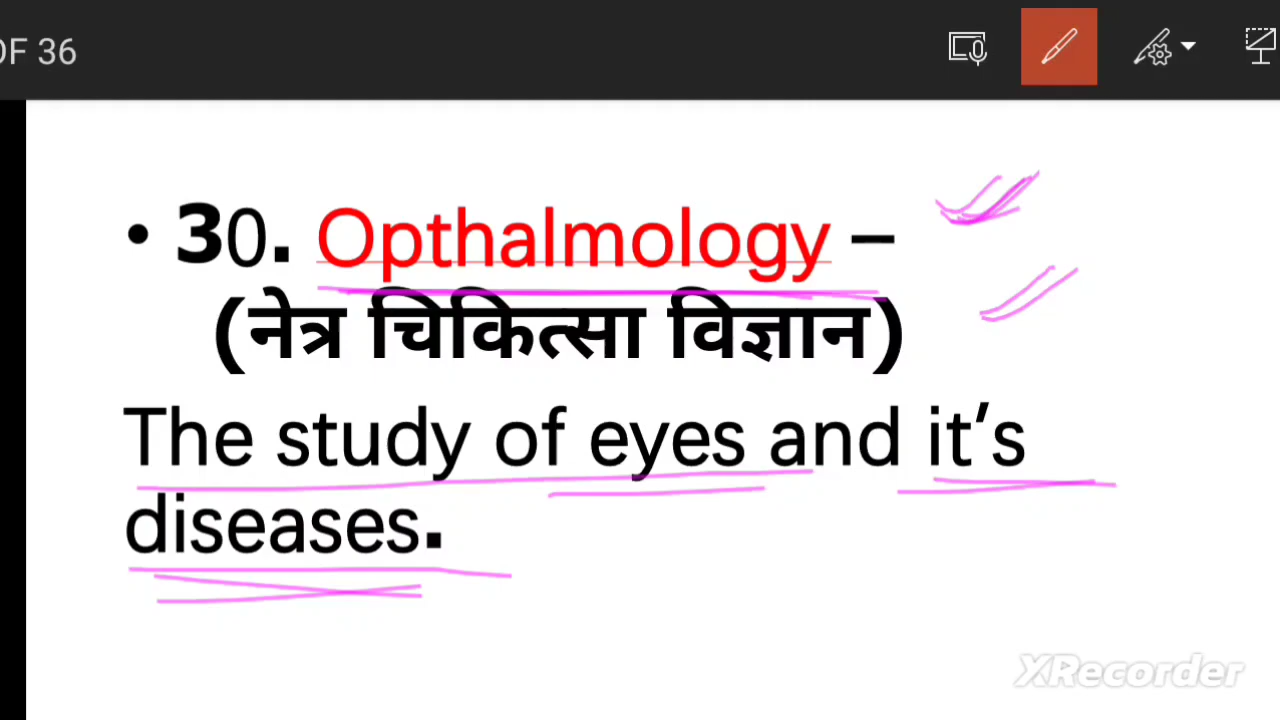 OF 36
• 30. Opthalmology –
(नेत्र चिकित्सा विज्ञान)
The study of eyes and it’s
diseases.
XRecorder